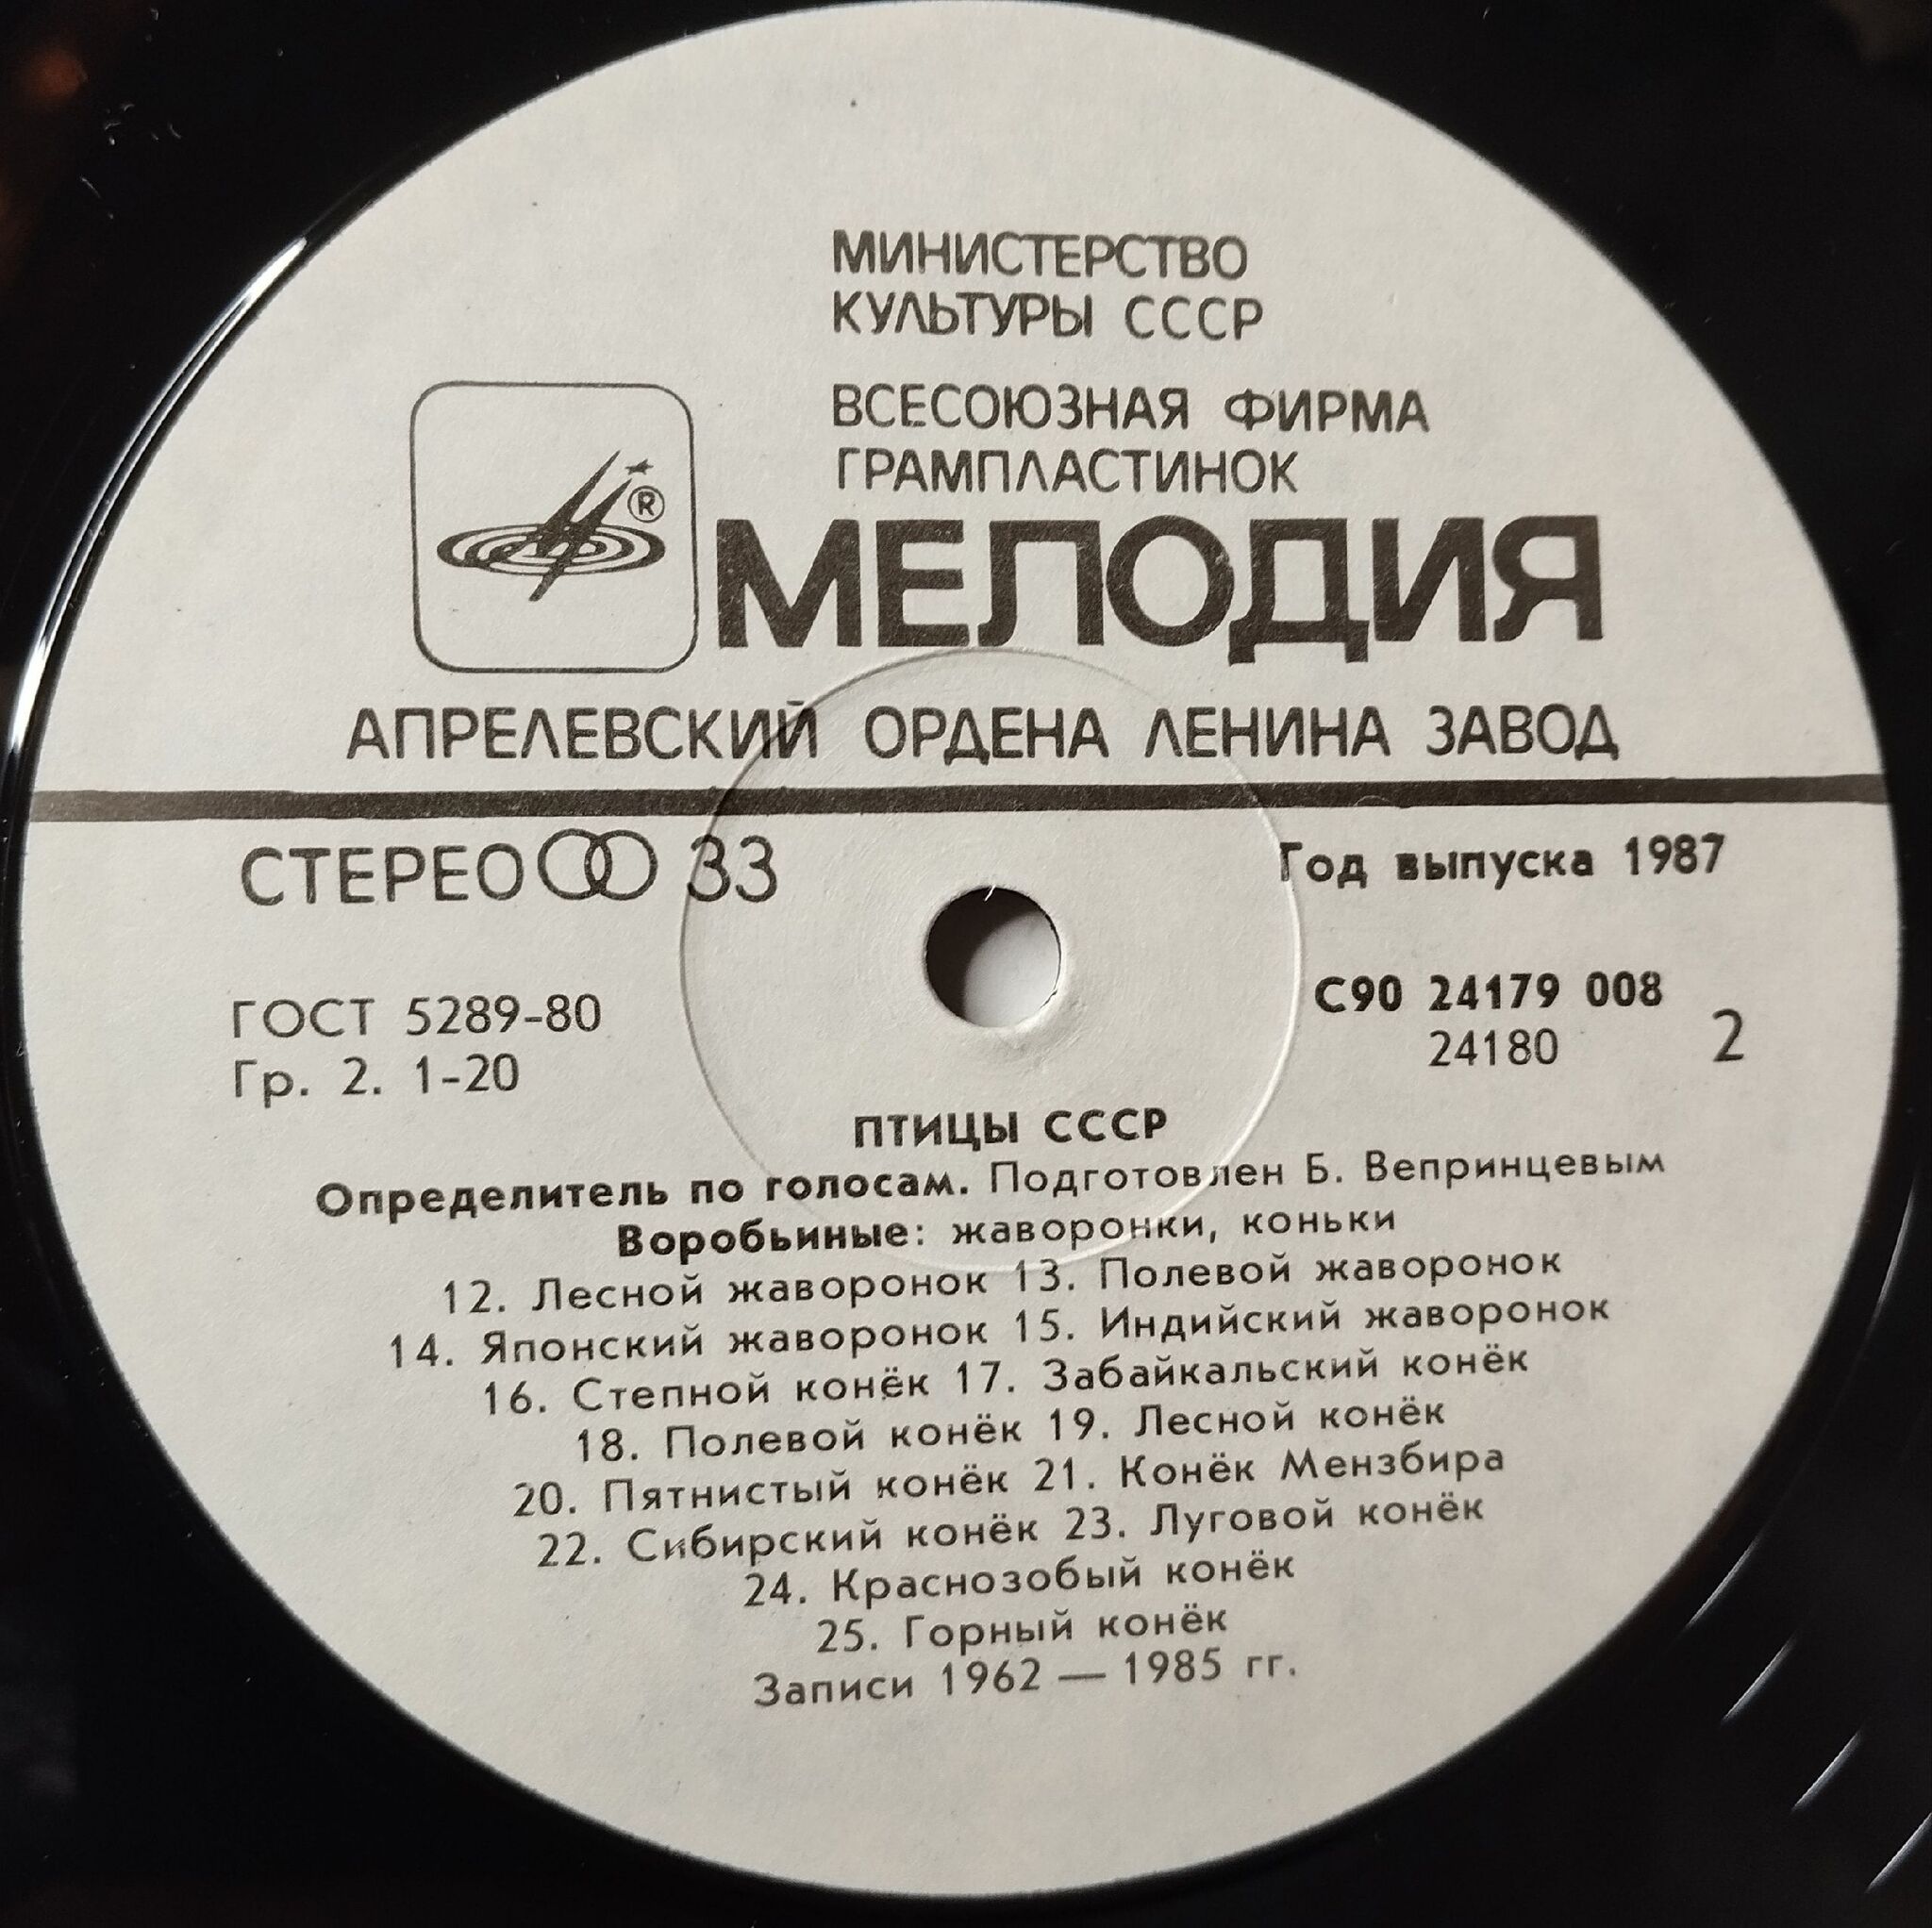 МИНИСТЕРСТВО
КУЛЬТУРЫ СССР
ВСЕСОЮЗНАЯ ФИРМА
ГРАМПЛАСТИНОК
®
МЕЛОДИЯ
АПРЕЛЕВСКИЙ ОРДЕНА ЛЕНИНА ЗАВОД
СТЕРЕО 33
Год выпуска 1987
ГОСТ 5289-80
Гр. 2. 1-20
С90 24179 008
24180
2
ПТИЦЫ СССР
Определитель по голосам. Подготовлен Б. Вепринцевым
Воробьиные: жаворонки, коньки
12. Лесной жаворонок 13. Полевой жаворонок
14. Японский жаворонок 15. Индийский жаворонок
16. Степной конёк 17. Забайкальский конёк
18. Полевой конёк 19. Лесной конёк
20. Пятнистый конёк 21. Конёк Мензбира
22. Сибирский конёк 23. Луговой конёк
24. Краснозобый конёк
25. Горный конёк
Записи 1962 — 1985 гг.